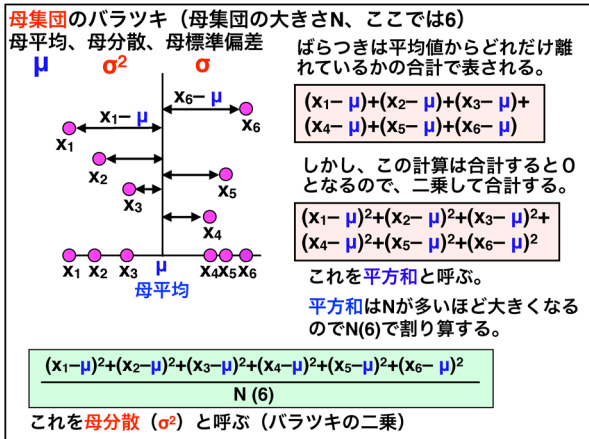 母集団のバラツキ（母集団の大きさN、ここでは6）
母平均、母分散、母標準偏差
μ σ² σ
x₁− μ
x₆− μ
x₁
x₆
x₂
x₅
x₃
x₄
x₁ x₂ x₃ μ x₄ x₅ x₆
母平均
ばらつきは平均値からどれだけ離
れているかの合計で表される。
(x₁− μ)+(x₂− μ)+(x₃− μ)+
(x₄− μ)+(x₅− μ)+(x₆− μ)
しかし、この計算は合計すると０
となるので、二乗して合計する。
(x₁− μ)²+(x₂− μ)²+(x₃− μ)²+
(x₄− μ)²+(x₅− μ)²+(x₆− μ)²
これを平方和と呼ぶ。
平方和はNが多いほど大きくなる
のでN(6)で割り算する。
(x₁−μ)²+(x₂−μ)²+(x₃−μ)²+(x₄−μ)²+(x₅−μ)²+(x₆− μ)²
N (6)
これを母分散（σ²）と呼ぶ（バラツキの二乗）